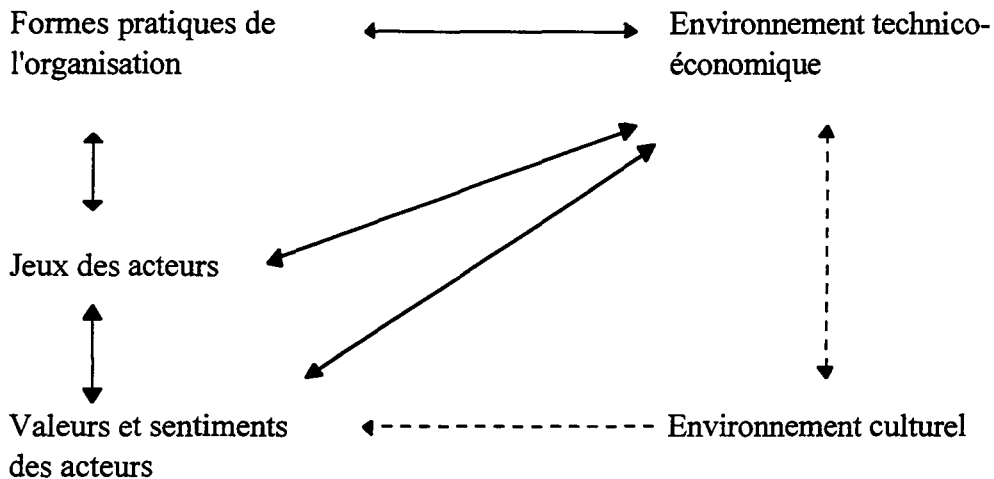 Formes pratiques de
l'organisation
Environnement technico-
économique
Jeux des acteurs
Valeurs et sentiments
des acteurs
Environnement culturel